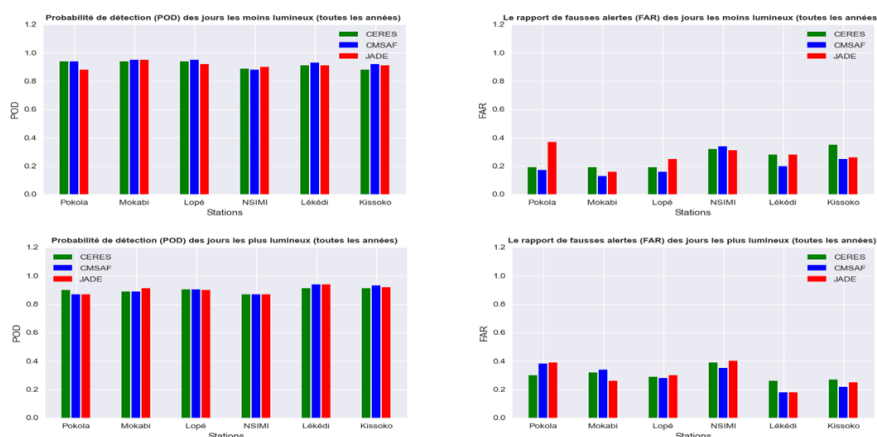 Probabilité de détection (POD) des jours les moins lumineux (toutes les années)
1.2
1.0
0.8
0.6
0.4
0.2
0.0
POD
CERES
CMSAF
JADE
Pokola Mokabi Lopé NSIMI Lékédi Kissoko
Stations
Le rapport de fausses alertes (FAR) des jours les moins lumineux (toutes les années
1.2
1.0
0.8
0.6
0.4
0.2
0.0
FAR
CERES
CMSAF
JADE
Pokola Mokabi Lopé NSIMI Lékédi Kissoko
Stations
Probabilité de détection (POD) des jours les plus lumineux (toutes les années)
1.2
1.0
0.8
0.6
0.4
0.2
0.0
POD
CERES
CMSAF
JADE
Pokola Mokabi Lopé NSIMI Lékédi Kissoko
Stations
Le rapport de fausses alertes (FAR) des jours les plus lumineux (toutes les années)
1.2
1.0
0.8
0.6
0.4
0.2
0.0
FAR
CERES
CMSAF
JADE
Pokola Mokabi Lopé NSIMI Lékédi Kissoko
Stations